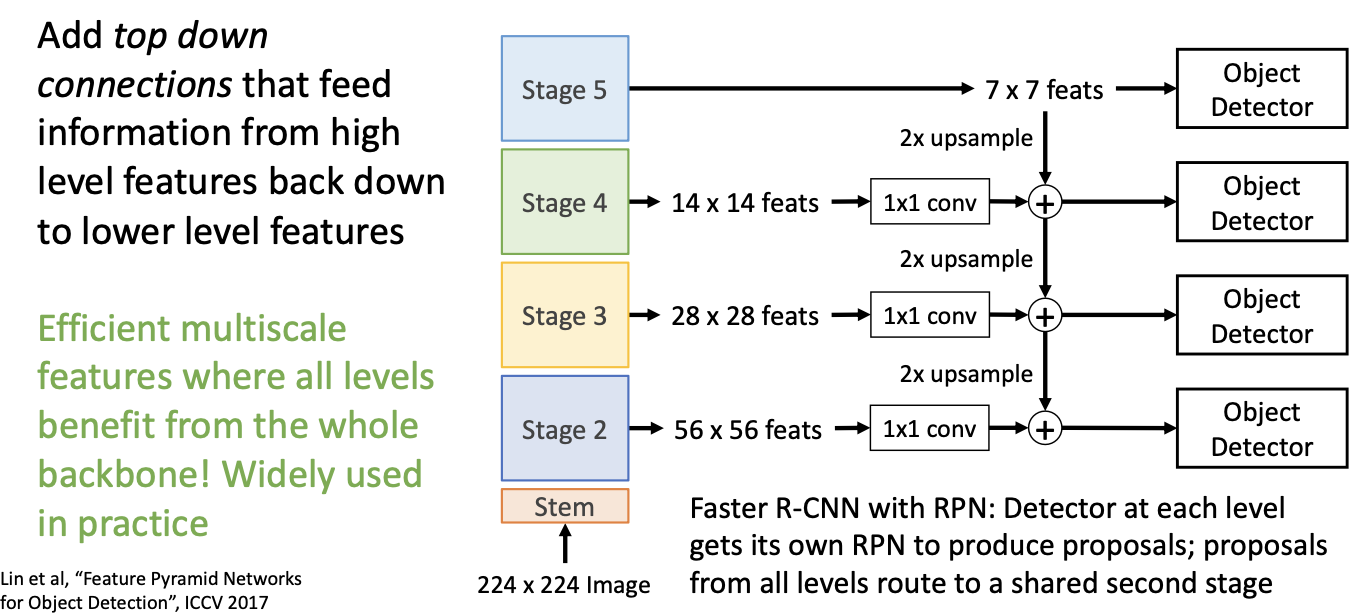 Add top down
connections that feed
information from high
level features back down
to lower level features
Efficient multiscale
features where all levels
benefit from the whole
backbone! Widely used
in practice
Lin et al, “Feature Pyramid Networks
for Object Detection”, ICCV 2017
Stage 5
7 x 7 feats
Object
Detector
2x upsample
Stage 4
14 x 14 feats
1x1 conv
+
Object
Detector
2x upsample
Stage 3
28 x 28 feats
1x1 conv
+
Object
Detector
2x upsample
Stage 2
56 x 56 feats
1x1 conv
+
Object
Detector
Stem
224 x 224 Image
Faster R-CNN with RPN: Detector at each level
gets its own RPN to produce proposals; proposals
from all levels route to a shared second stage